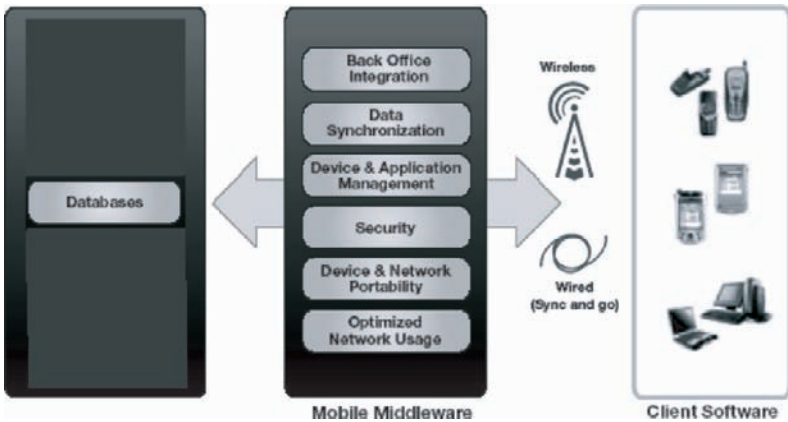 Databases
Back Office
Integration
Data
Synchronization
Device & Application
Management
Security
Device & Network
Portability
Optimized
Network Usage
Mobile Middleware
Wireless
Wired
(Sync and go)
Client Software